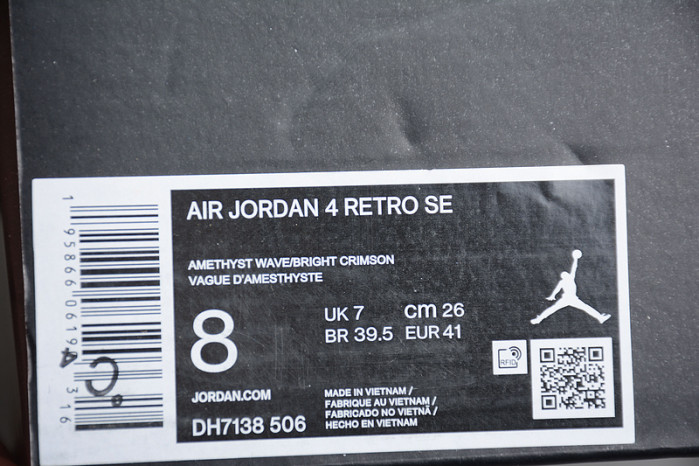 AIR JORDAN 4 RETRO SE
AMETHYST WAVE/BRIGHT CRIMSON
VAGUE D'AMESTHYSTE
8
UK 7 cm 26
BR 39.5 EUR 41
RFID
JORDAN.COM
DH7138 506
MADE IN VIETNAM /
FABRIQUE AU VIETNAM /
FABRICADO NO VIETNÃ /
HECHO EN VIETNAM
1 95866 06194 316